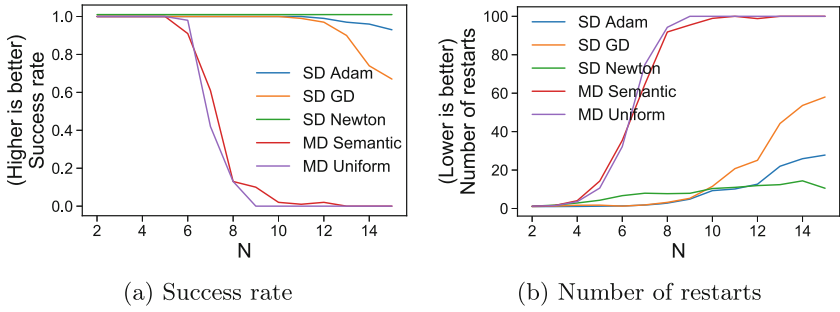 (Higher is better)
Success rate
1.0
0.8
0.6
0.4
0.2
0.0
SD Adam
SD GD
SD Newton
MD Semantic
MD Uniform
2 4 6 8 10 12 14
N
(a) Success rate
(Lower is better)
Number of restarts
100
80
60
40
20
0
SD Adam
SD GD
SD Newton
MD Semantic
MD Uniform
2 4 6 8 10 12 14
N
(b) Number of restarts